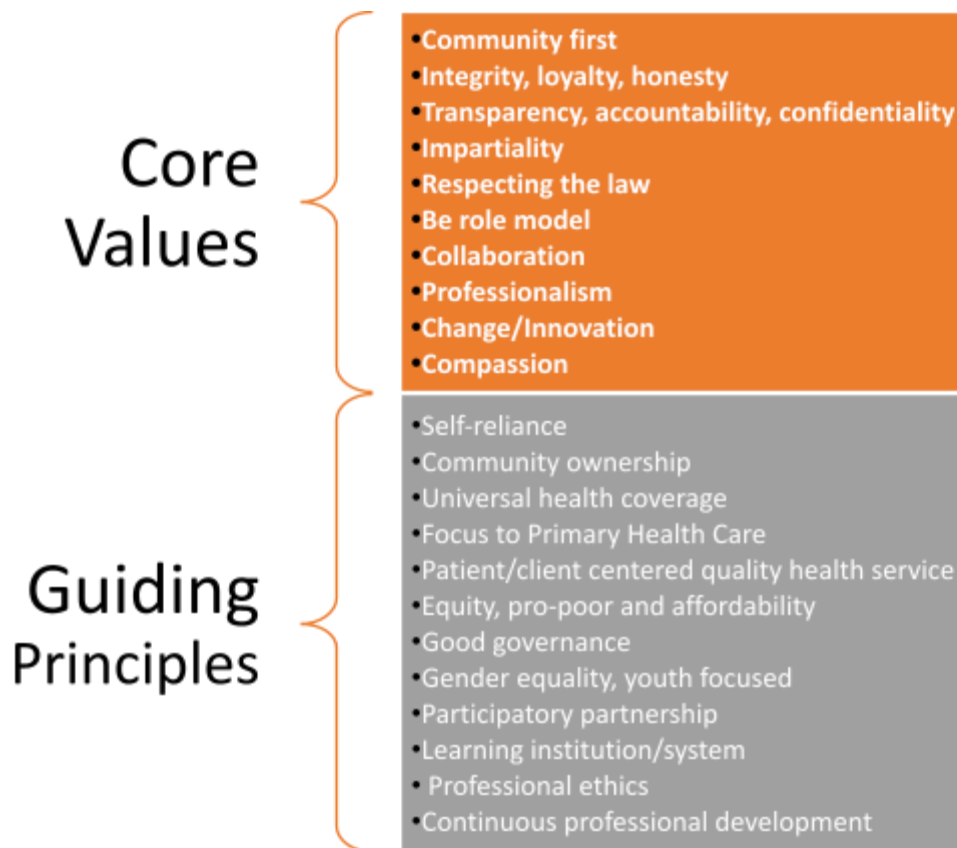 Core
Values
•Community first
•Integrity, loyalty, honesty
•Transparency, accountability, confidentiality
•Impartiality
•Respecting the law
•Be role model
•Collaboration
•Professionalism
•Change/Innovation
•Compassion
Guiding
Principles
•Self-reliance
•Community ownership
•Universal health coverage
•Focus to Primary Health Care
•Patient/client centered quality health service
•Equity, pro-poor and affordability
•Good governance
•Gender equality, youth focused
•Participatory partnership
•Learning institution/system
• Professional ethics
•Continuous professional development